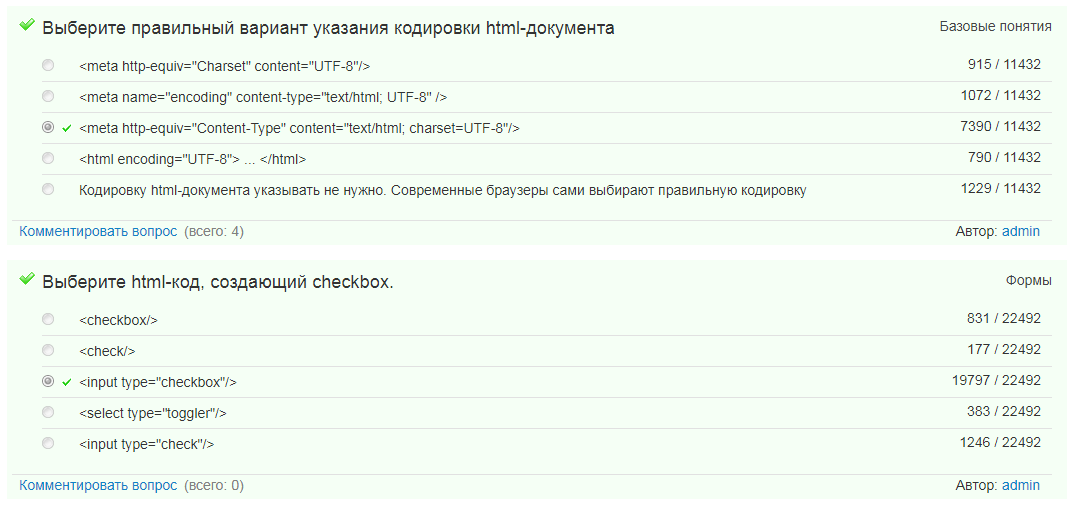 Выберите правильный вариант указания кодировки html-документа Базовые понятия
<meta http-equiv="Charset" content="UTF-8"/> 915 / 11432
<meta name="encoding" content-type="text/html; UTF-8" /> 1072 / 11432
<meta http-equiv="Content-Type" content="text/html; charset=UTF-8"/> 7390 / 11432
<html encoding="UTF-8"> ... </html> 790 / 11432
Кодировку html-документа указывать не нужно. Современные браузеры сами выбирают правильную кодировку 1229 / 11432
Комментировать вопрос (всего: 4) Автор: admin
Выберите html-код, создающий checkbox. Формы
<checkbox/> 831 / 22492
<check/> 177 / 22492
<input type="checkbox"/> 19797 / 22492
<select type="toggler"/> 383 / 22492
<input type="check"/> 1246 / 22492
Комментировать вопрос (всего: 0) Автор: admin